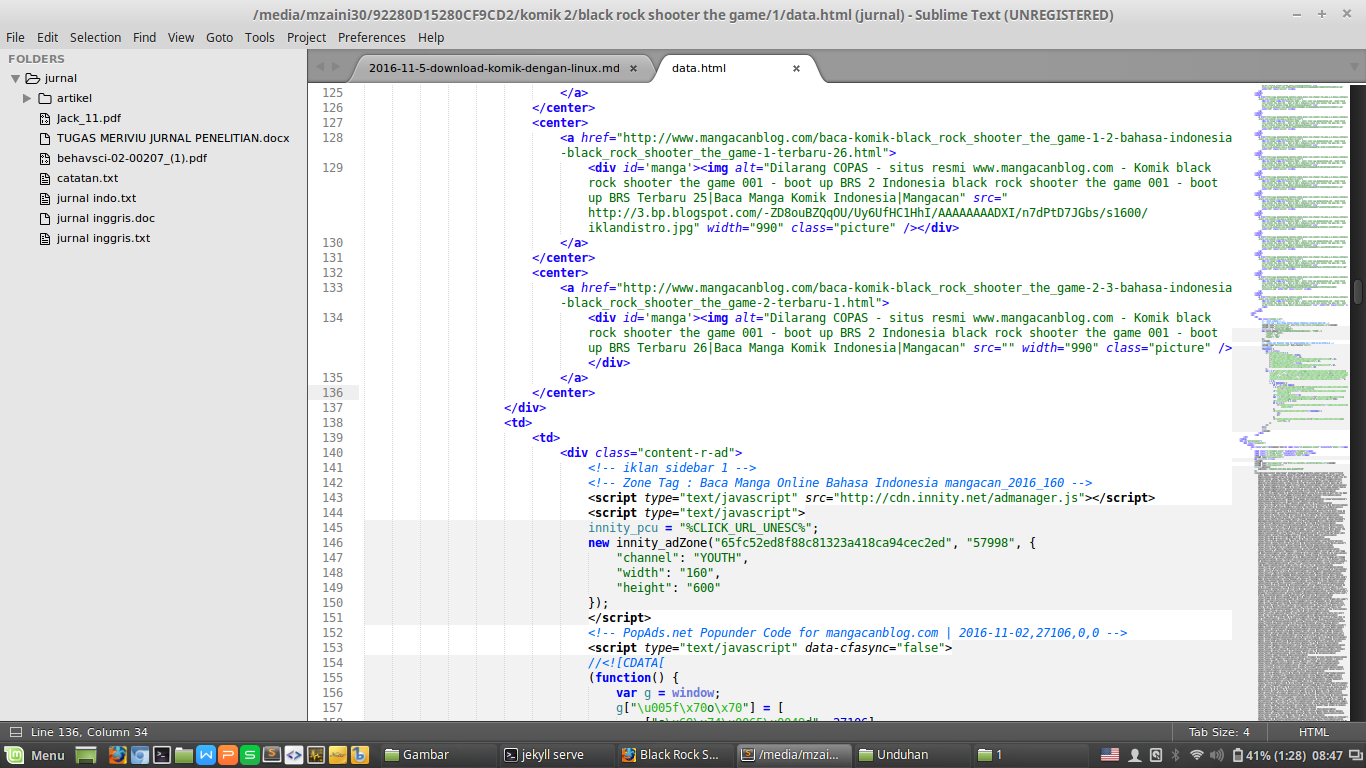 /media/mzaini30/92280D15280CF9CD2/komik 2/black rock shooter the game/1/data.html (jurnal) - Sublime Text (UNREGISTERED)
File Edit Selection Find View Goto Tools Project Preferences Help
FOLDERS
jurnal
artikel
Jack_11.pdf
TUGAS MERIVIU JURNAL PENELITIAN.docx
behavsci-02-00207_(1).pdf
catatan.txt
jurnal indo.txt
jurnal inggris.doc
jurnal inggris.txt
2016-11-5-download-komik-dengan-linux.md
data.html
125 </a>
126 </center>
127 <center>
128 <a href="http://www.mangacanblog.com/baca-komik-black_rock_shooter_the_game-1-2-bahasa-indonesia
-black_rock_shooter_the_game-1-terbaru-26.html">
129 <div id='manga'><img alt="Dilarang COPAS - situs resmi www.mangacanblog.com - Komik black
rock shooter the game 001 - boot up BRS 2 Indonesia black rock shooter the game 001 - boot
up BRS Terbaru 25|Baca Manga Komik Indonesia|Mangacan" src="
http://3.bp.blogspot.com/-ZD8ouBZQqOU/Uy6UfHC1HhI/AAAAAAAADXI/n7dPtD7JGbs/s1600/
iklandistro.jpg" width="990" class="picture" /></div>
130 </a>
131 </center>
132 <center>
133 <a href="http://www.mangacanblog.com/baca-komik-black_rock_shooter_the_game-2-3-bahasa-indonesia
-black_rock_shooter_the_game-2-terbaru-1.html">
134 <div id='manga'><img alt="Dilarang COPAS - situs resmi www.mangacanblog.com - Komik black
rock shooter the game 001 - boot up BRS 2 Indonesia black rock shooter the game 001 - boot
up BRS Terbaru 26|Baca Manga Komik Indonesia|Mangacan" src="" width="990" class="picture" />
</div>
135 </a>
136 </center>
137 </div>
138 <td>
139 <td>
140 <div class="content-r-ad">
141 <!-- iklan sidebar 1 -->
142 <!-- Zone Tag : Baca Manga Online Bahasa Indonesia mangacan_2016_160 -->
143 <script type="text/javascript" src="http://cdn.innity.net/admanager.js"></script>
144 <script type="text/javascript">
145 innity_pcu = "%CLICK_URL_UNESC%";
146 new innity_adZone("65fc52ed8f88c81323a418ca94cec2ed", "57998", {
147 "channel": "YOUTH",
148 "width": "160",
149 "height": "600"
150 });
151 </script>
152 <!-- PopAds.net Popunder Code for mangacanblog.com | 2016-11-02,27106,0,0 -->
153 <script type="text/javascript" data-cfasync="false">
154 //<![CDATA[
155 (function() {
156 var g = window;
157 g["\u005f\x70o\x70"] = [
Line 136, Column 34
Tab Size: 4
HTML
Menu
Gambar
jekyll serve
Black Rock S...
/media/mzai...
Unduhan
1
41% (1:28) 08:47